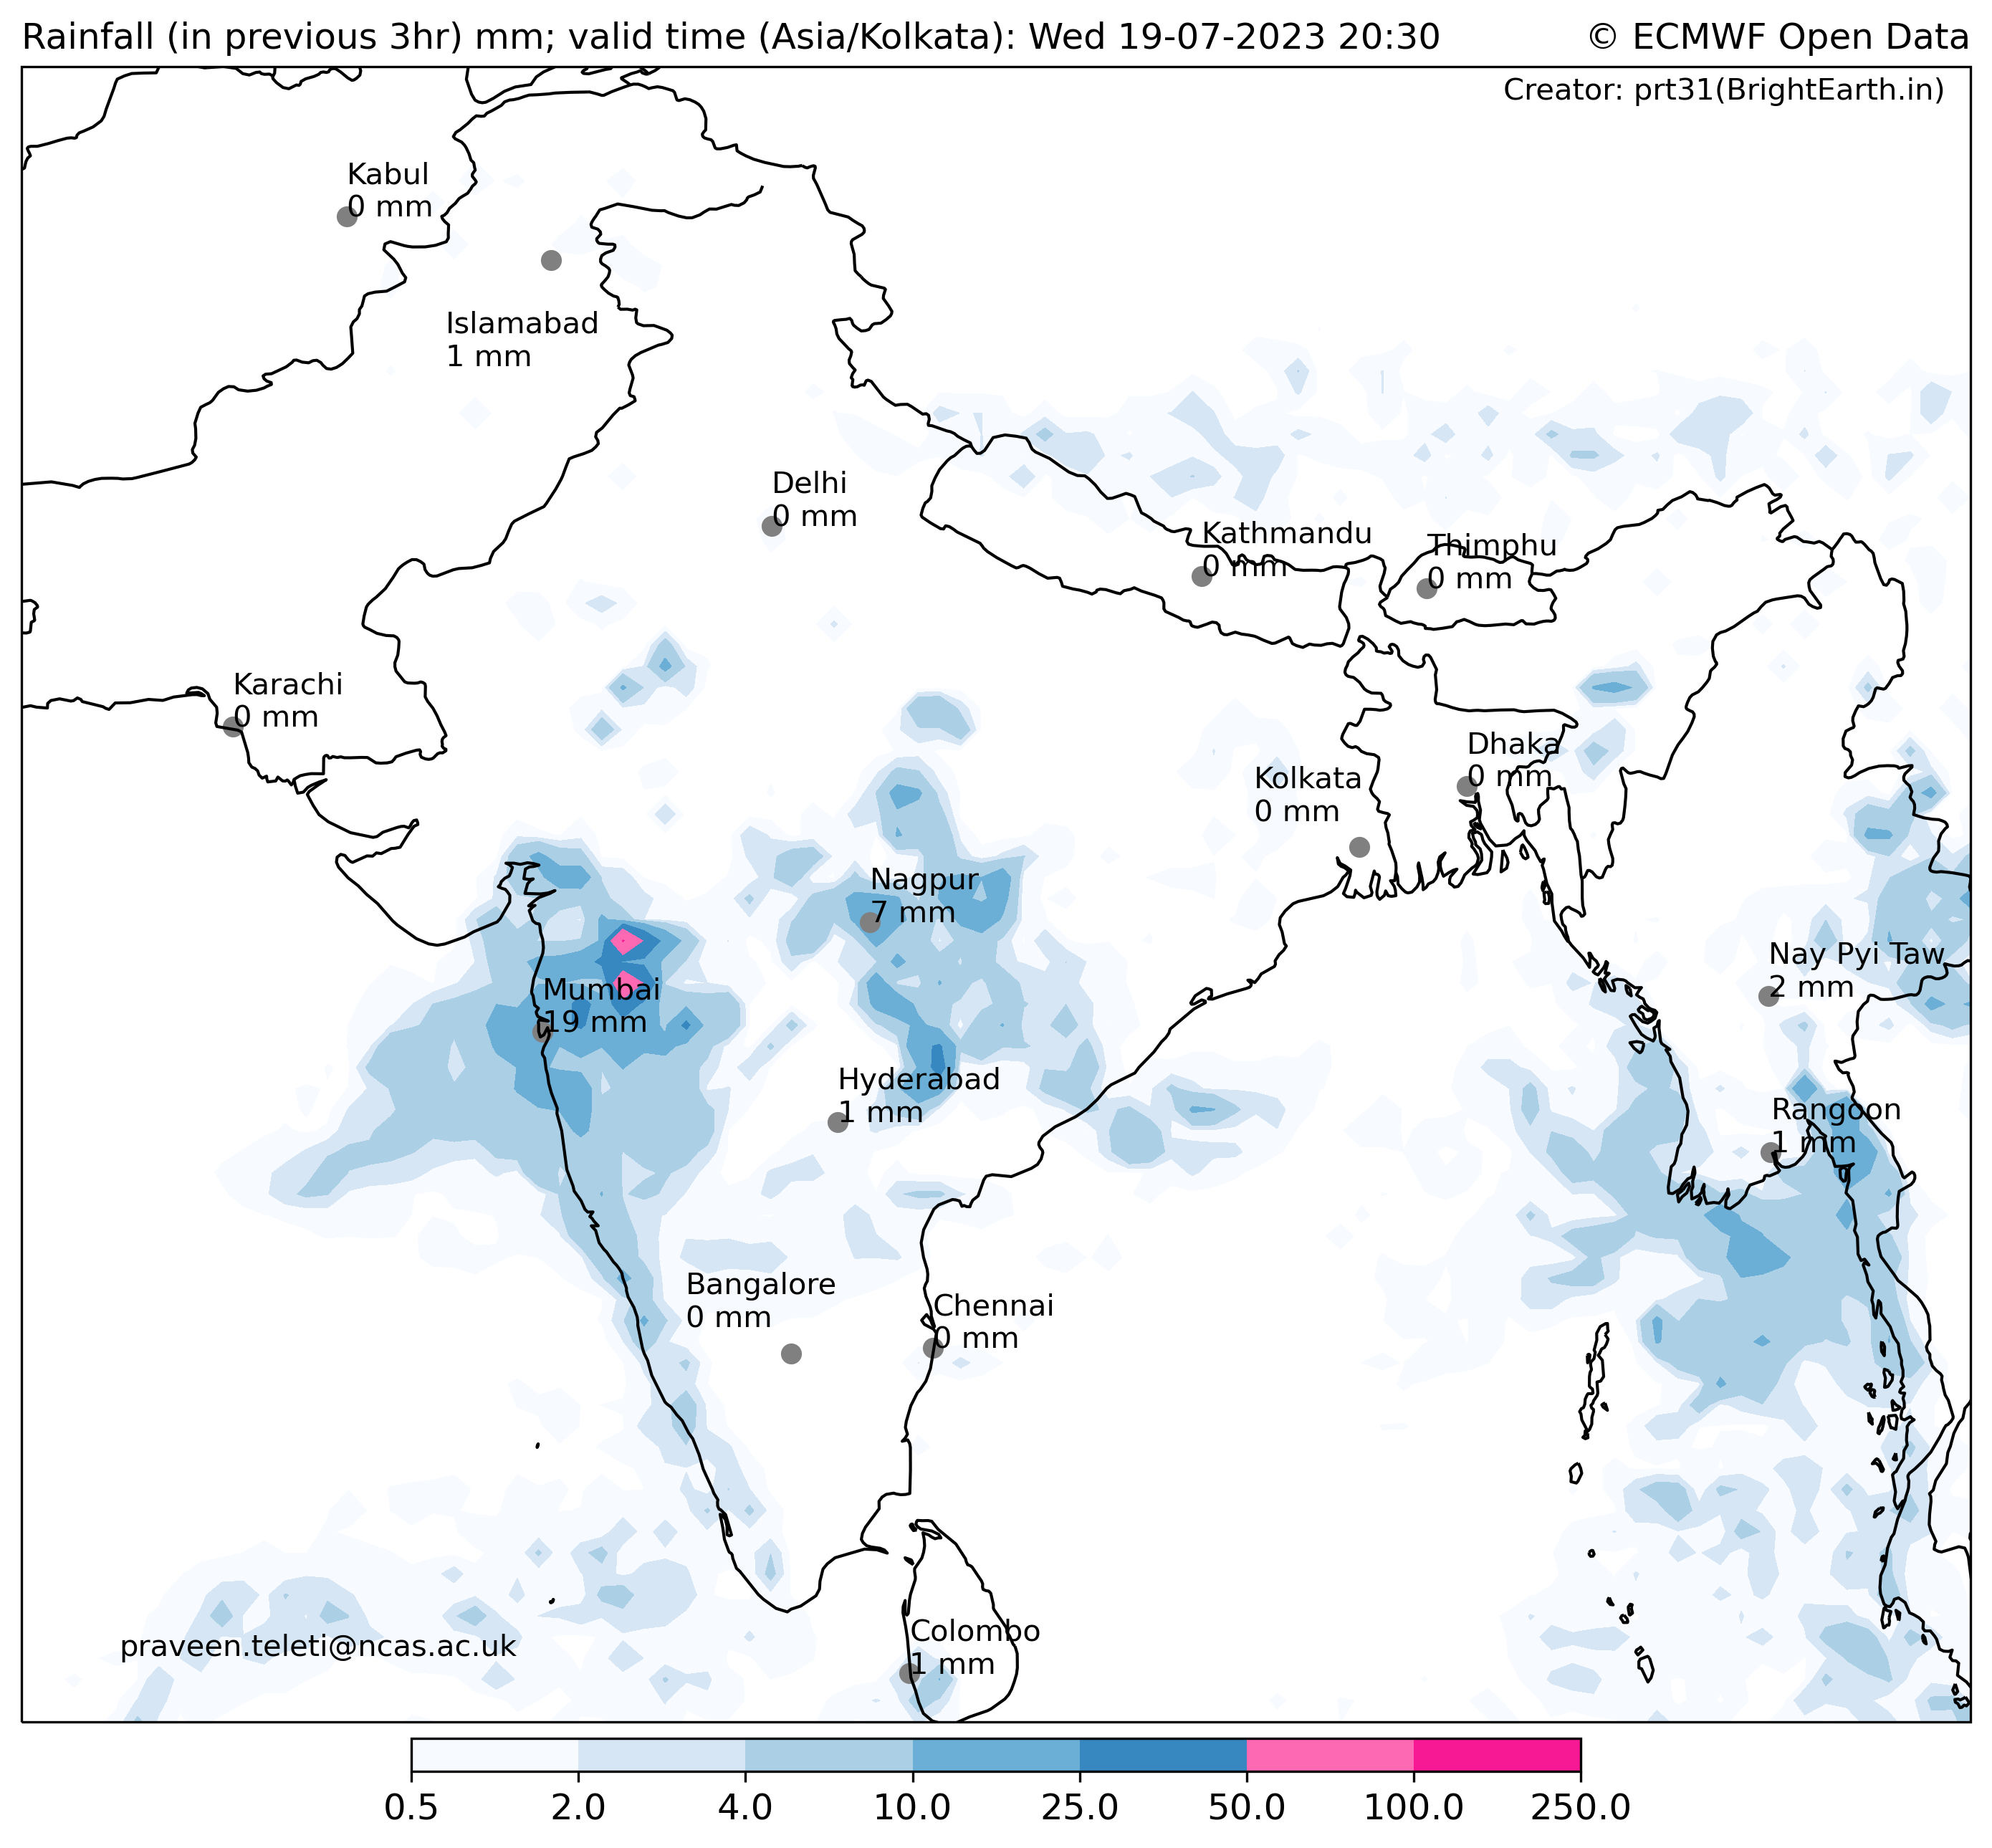 Rainfall (in previous 3hr) mm; valid time (Asia/Kolkata): Wed 19-07-2023 20:30
© ECMWF Open Data
Creator: prt31(BrightEarth.in)
Kabul
0 mm
Islamabad
1 mm
Delhi
0 mm
Kathmandu
0 mm
Thimphu
0 mm
Karachi
0 mm
Dhaka
0 mm
Kolkata
0 mm
Nagpur
7 mm
Nay Pyi Taw
2 mm
Mumbai
19 mm
Hyderabad
1 mm
Rangoon
1 mm
Bangalore
0 mm
Chennai
0 mm
Colombo
1 mm
praveen.teleti@ncas.ac.uk
0.5 2.0 4.0 10.0 25.0 50.0 100.0 250.0